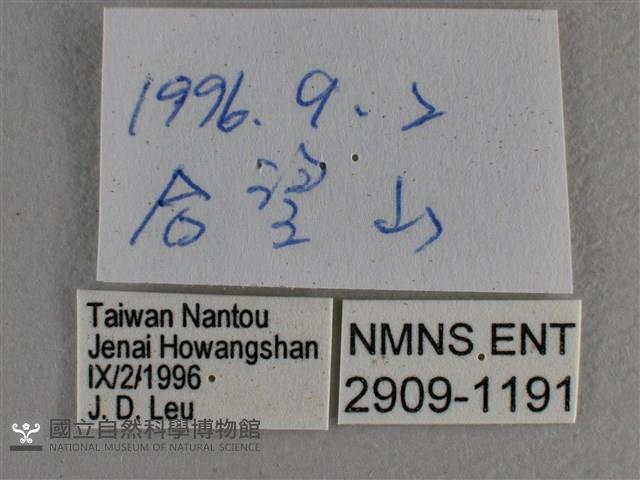 1996. 9. 2
合望山
Taiwan Nantou
Jenai Howangshan
IX/2/1996
J. D. Leu
NMNS ENT
2909-1191
國立自然科學博物館
NATIONAL MUSEUM OF NATURAL SCIENCE